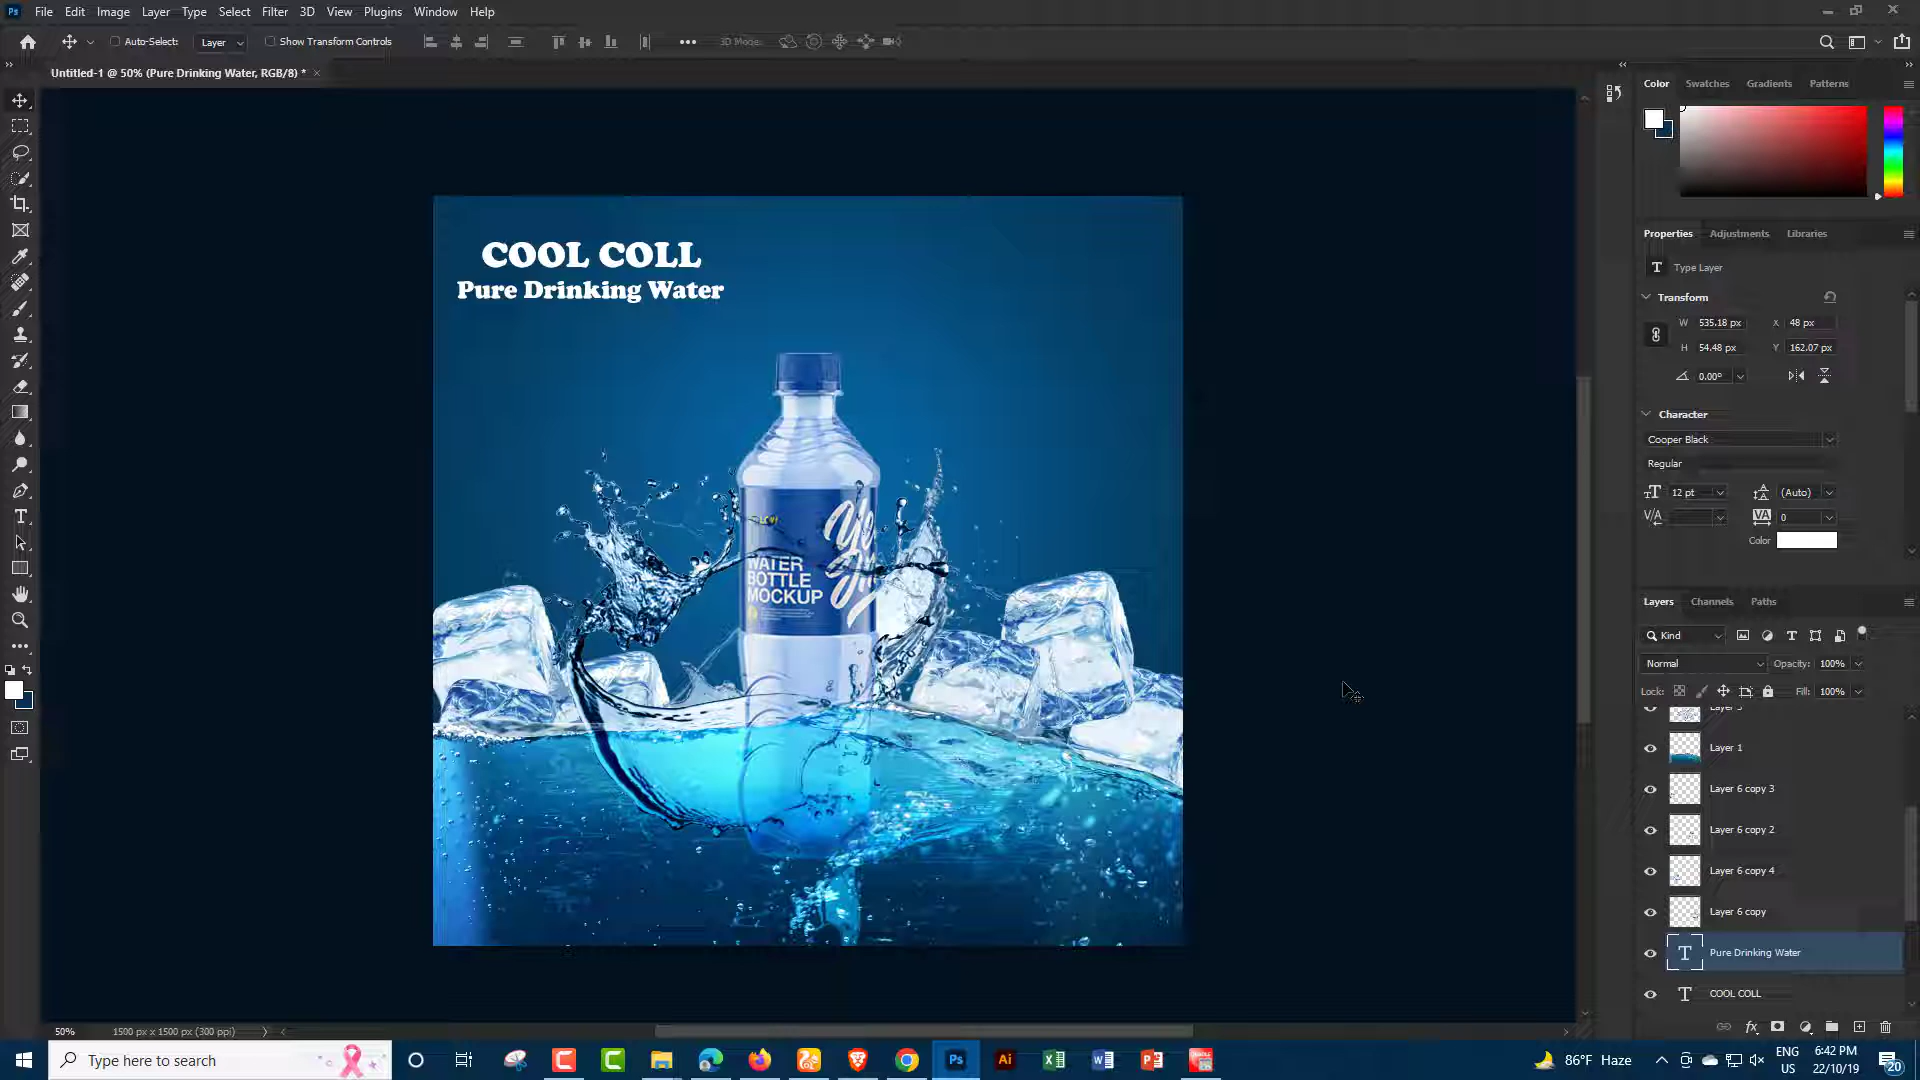 Ps File Edit Image Layer Type Select Filter 3D View Plugins Window Help
Auto-Select: Layer Show Transform Controls 3D Mode:
Untitled-1 @ 50% (Pure Drinking Water, RGB/8) * ×
Color Swatches Gradients Patterns
COOL COLL
Pure Drinking Water
WATER
BOTTLE
MOCKUP
Properties Adjustments Libraries
T Type Layer
Transform
W 535.18 px X 48 px
H 54.48 px Y 162.07 px
0.00°
Character
Cooper Black
Regular
12 pt (Auto)
0
Color
Layers Channels Paths
Kind
Normal Opacity: 100%
Lock: Fill: 100%
Layer 1
Layer 6 copy 3
Layer 6 copy 2
Layer 6 copy 4
Layer 6 copy
T Pure Drinking Water
T COOL COLL
50% 1500 px x 1500 px (300 ppi)
Type here to search
Ps Ai
86°F Haze
ENG
US
6:42 PM
22/10/19
20